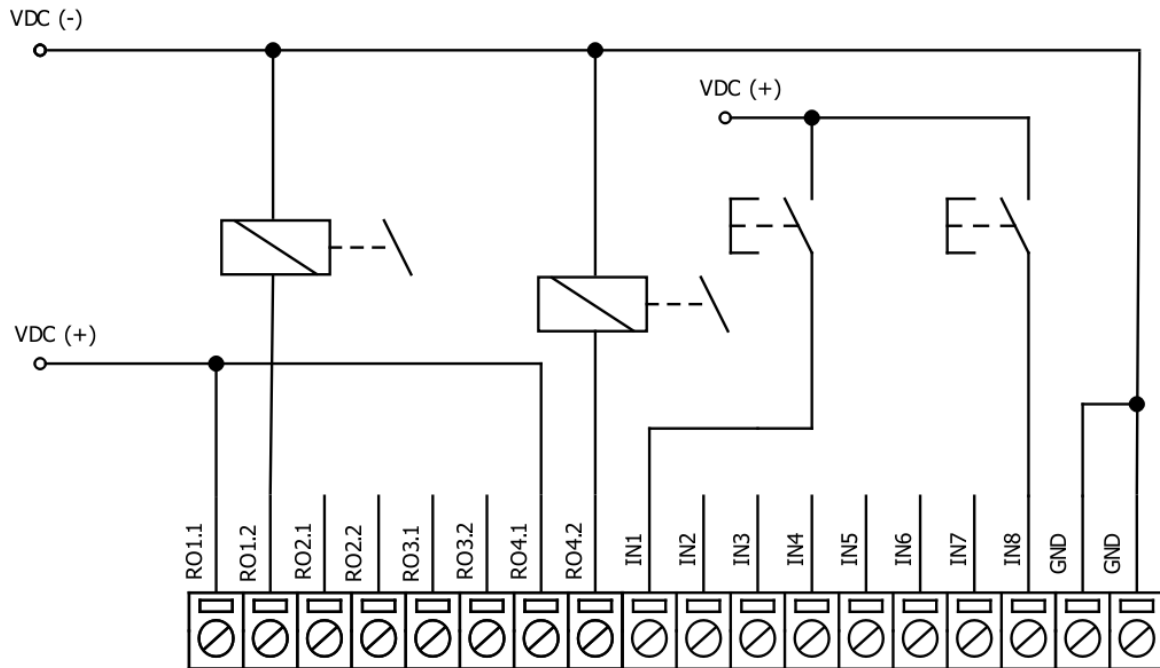 VDC (-)
VDC (+)
VDC (+)
RO1.1
RO1.2
RO2.1
RO2.2
RO3.1
RO3.2
RO4.1
RO4.2
IN1
IN2
IN3
IN4
IN5
IN6
IN7
IN8
GND
GND